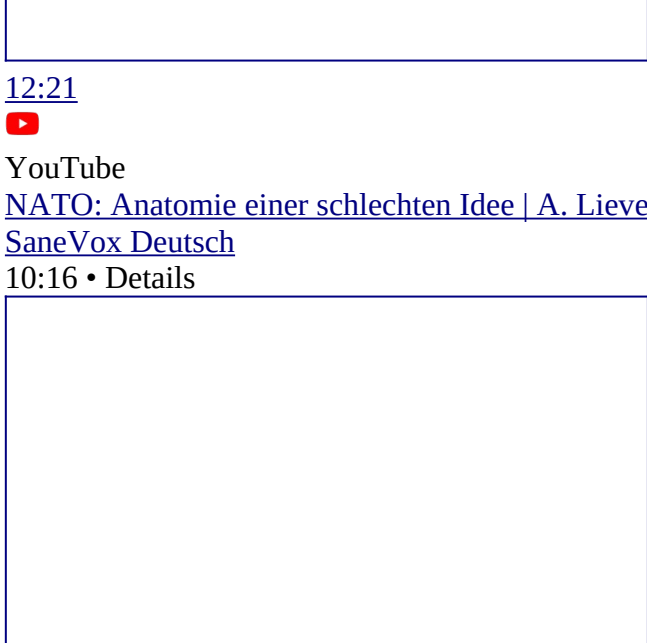 12:21
YouTube
NATO: Anatomie einer schlechten Idee | A. Lieve
SaneVox Deutsch
10:16 • Details